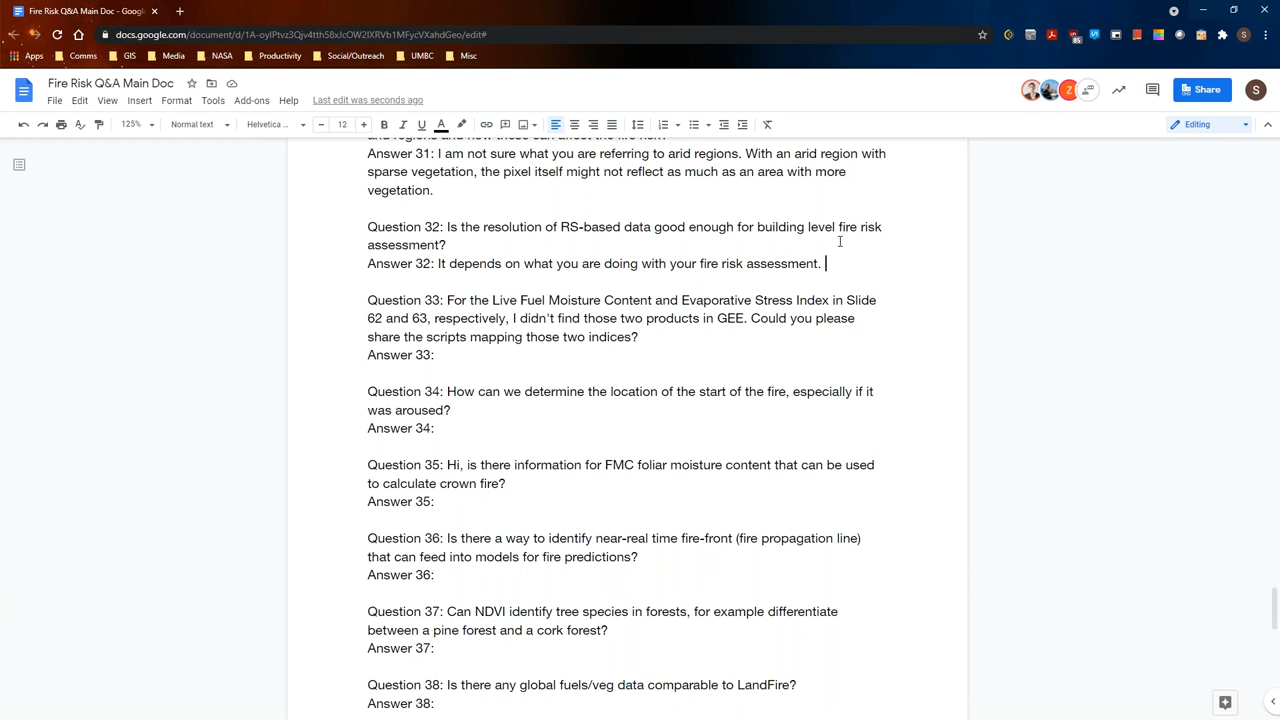 Fire Risk Q&A Main Doc - Googl
docs.google.com/document/d/1A-oyIPtvz3Qjv4tth58xJcOW2lXRVb1MFycVXahdGeo/edit#
Apps Comms GIS Media NASA Productivity Social/Outreach UMBC
Fire Risk Q&A Main Doc
File Edit View Insert Format Tools Add-ons Help Last edit was seconds ago
Z Share S
125% Normal text Helvetica ... 12 B I U A Editing
Answer 31: I am not sure what you are referring to arid regions. With an arid region with
sparse vegetation, the pixel itself might not reflect as much as an area with more
vegetation.
Question 32: Is the resolution of RS-based data good enough for building level fire risk
assessment?
Answer 32: It depends on what you are doing with your fire risk assessment.
Question 33: For the Live Fuel Moisture Content and Evaporative Stress Index in Slide
62 and 63, respectively, I didn't find those two products in GEE. Could you please
share the scripts mapping those two indices?
Answer 33:
Question 34: How can we determine the location of the start of the fire, especially if it
was aroused?
Answer 34:
Question 35: Hi, is there information for FMC foliar moisture content that can be used
to calculate crown fire?
Answer 35:
Question 36: Is there a way to identify near-real time fire-front (fire propagation line)
that can feed into models for fire predictions?
Answer 36:
Question 37: Can NDVI identify tree species in forests, for example differentiate
between a pine forest and a cork forest?
Answer 37:
Question 38: Is there any global fuels/veg data comparable to LandFire?
Answer 38: